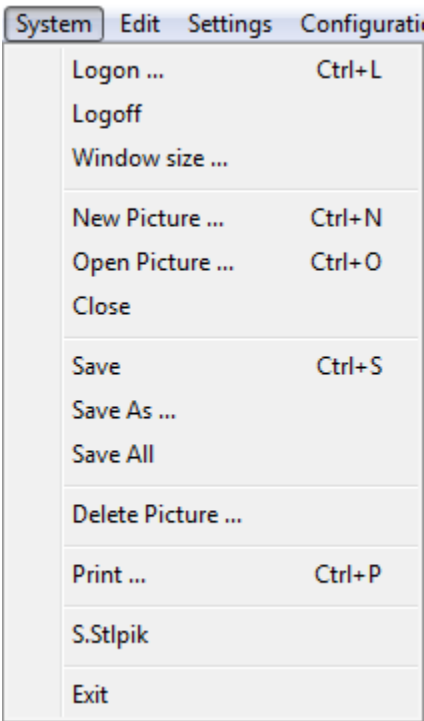 System Edit Settings Configurati
Logon ... Ctrl+L
Logoff
Window size ...
New Picture ... Ctrl+N
Open Picture ... Ctrl+O
Close
Save Ctrl+S
Save As ...
Save All
Delete Picture ...
Print ... Ctrl+P
S.Stlpik
Exit